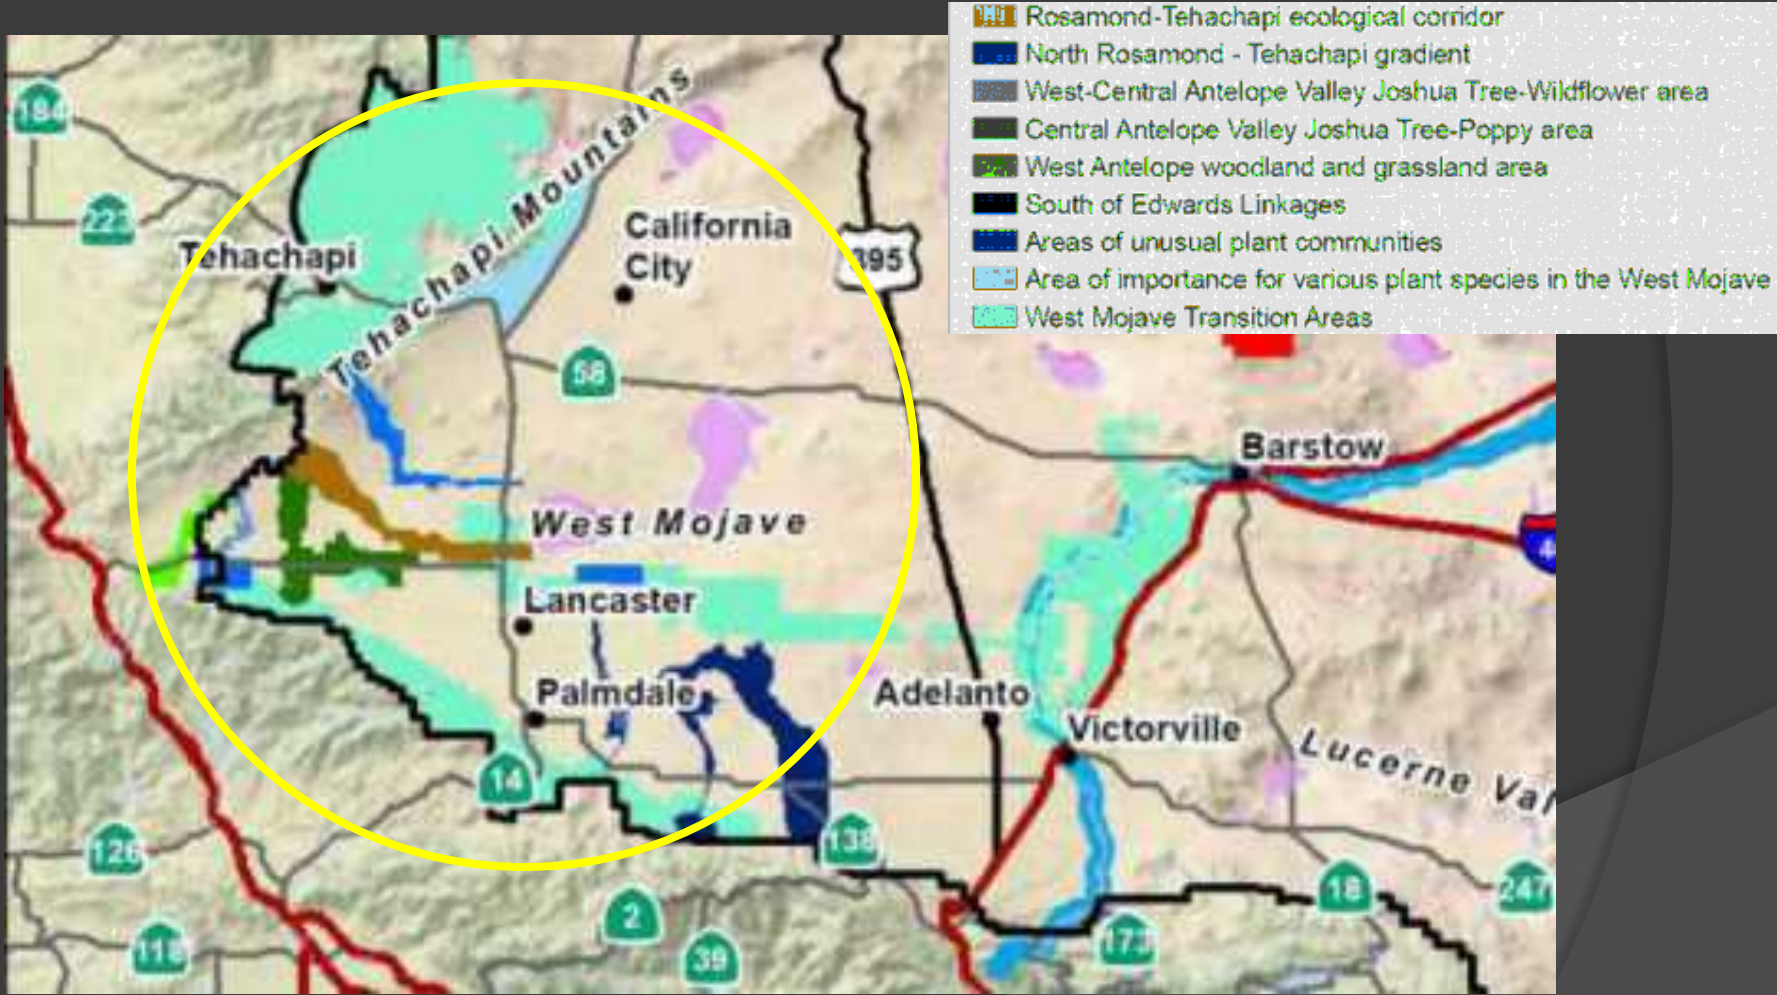 Rosamond-Tehachapi ecological corridor
North Rosamond - Tehachapi gradient
West-Central Antelope Valley Joshua Tree-Wildflower area
Central Antelope Valley Joshua Tree-Poppy area
West Antelope woodland and grassland area
South of Edwards Linkages
Areas of unusual plant communities
Area of importance for various plant species in the West Mojave
West Mojave Transition Areas
184
223
Tehachapi
Tehachapi Mountains
California
City
395
58
Barstow
West Mojave
Lancaster
Palmdale
Adelanto
Victorville
Lucerne Val
14
126
138
18
247
2
118
39
173
4